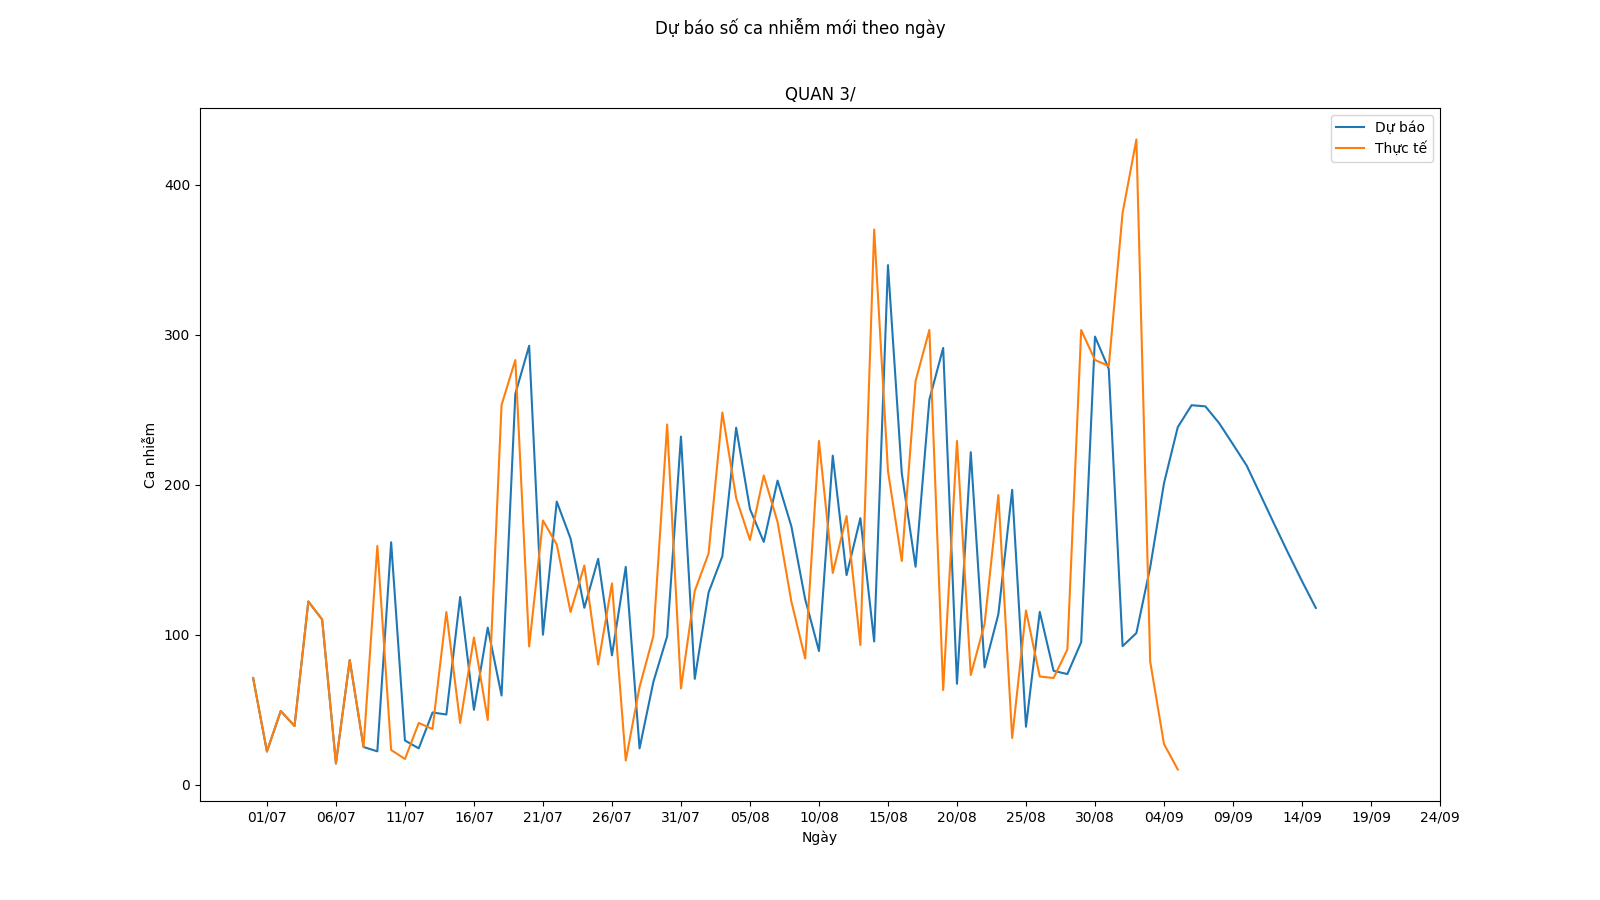 Dự báo số ca nhiễm mới theo ngày
QUAN 3/
Dự báo
Thực tế
Ca nhiễm
400
300
200
100
0
01/07 06/07 11/07 16/07 21/07 26/07 31/07 05/08 10/08 15/08 20/08 25/08 30/08 04/09 09/09 14/09 19/09 24/09
Ngày